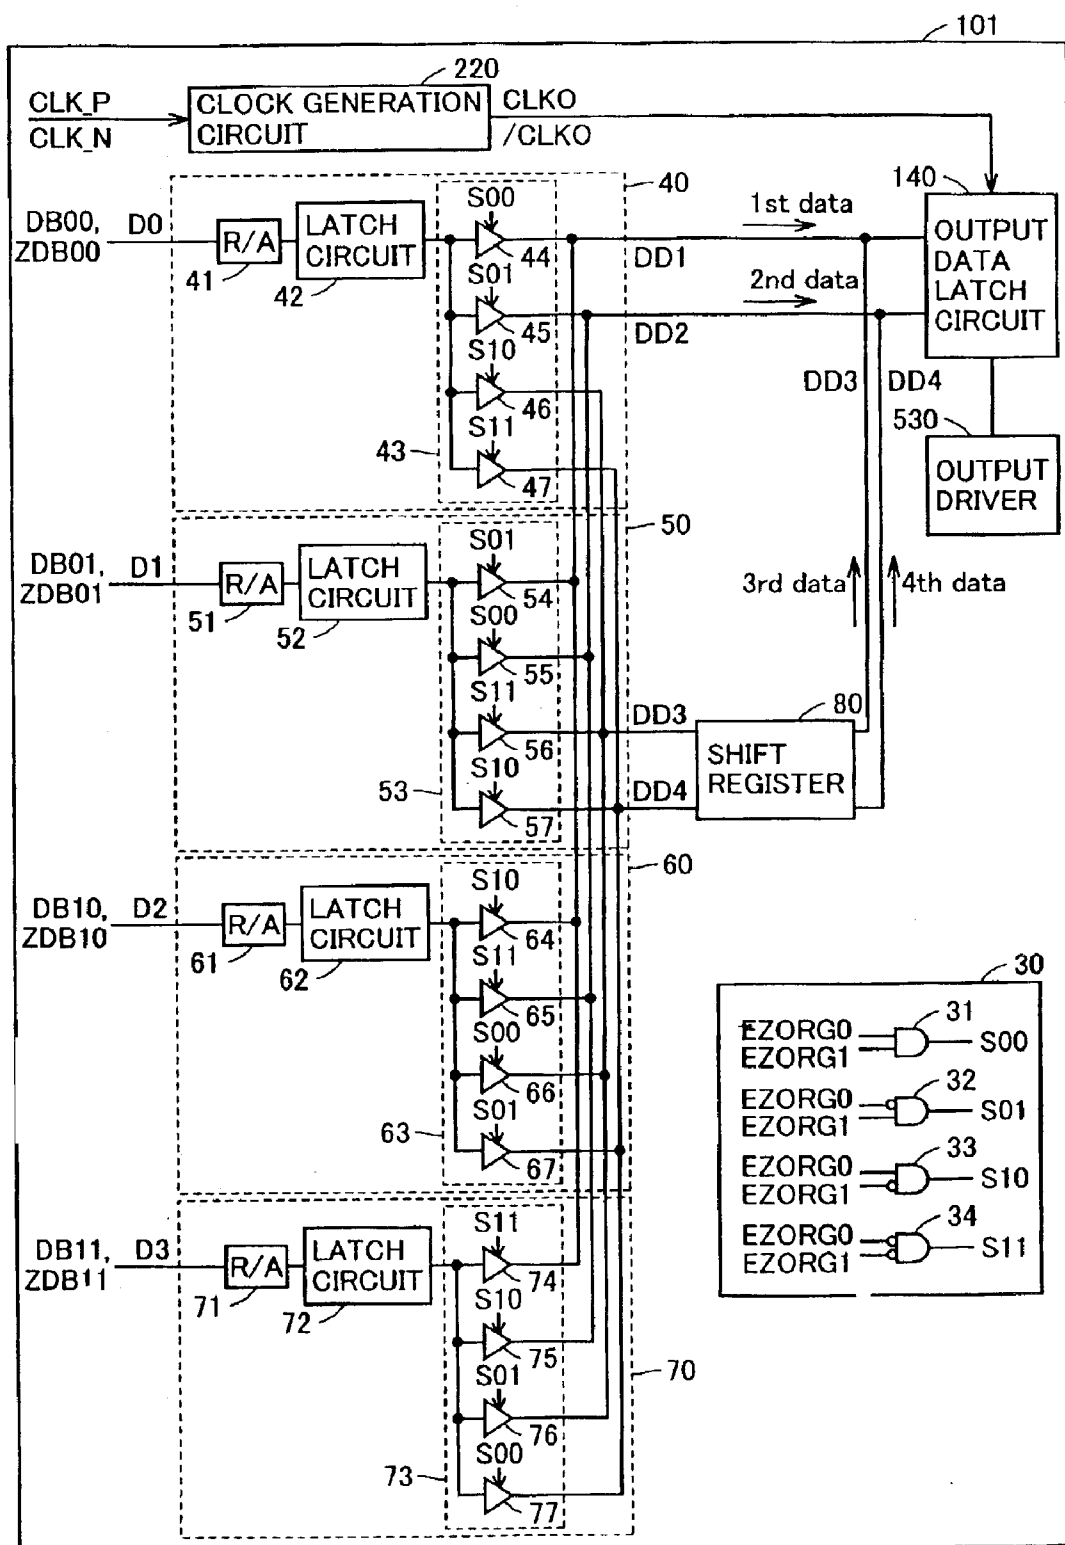 101
220
CLK_P
CLK_N
CLOCK GENERATION
CIRCUIT
CLKO
/CLKO
40
140
DB00,
ZDB00
D0
R/A
41
LATCH
CIRCUIT
42
S00
44
S01
45
S10
46
S11
47
43
DD1
1st data
DD2
2nd data
OUTPUT
DATA
LATCH
CIRCUIT
DD3
DD4
530
OUTPUT
DRIVER
50
DB01,
ZDB01
D1
R/A
51
LATCH
CIRCUIT
52
S01
54
S00
55
S11
56
S10
57
53
3rd data
4th data
DD3
DD4
80
SHIFT
REGISTER
60
DB10,
ZDB10
D2
R/A
61
LATCH
CIRCUIT
62
S10
64
S11
65
S00
66
S01
67
63
30
EZORG0
EZORG1
31
S00
EZORG0
EZORG1
32
S01
EZORG0
EZORG1
33
S10
EZORG0
EZORG1
34
S11
DB11,
ZDB11
D3
R/A
71
LATCH
CIRCUIT
72
S11
74
S10
75
S01
76
S00
77
73
70